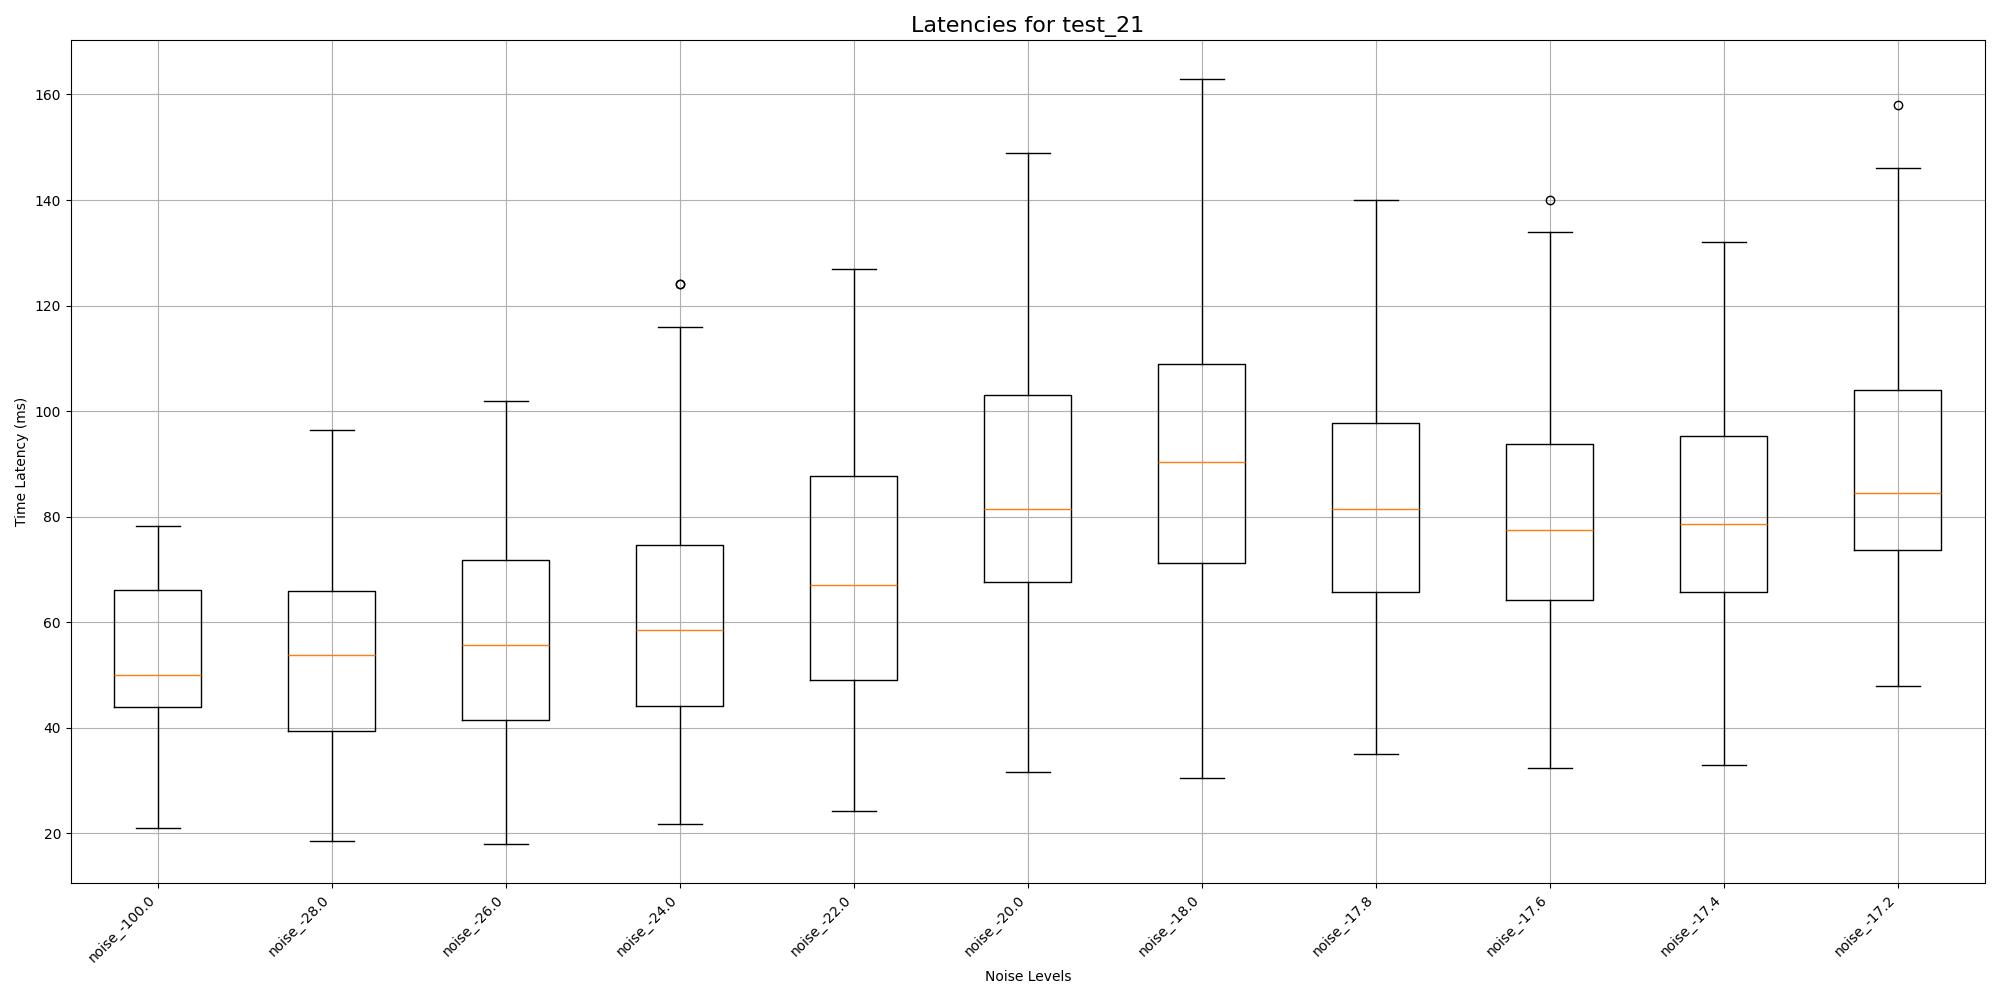 Latencies for test_21
Time Latency (ms)
160
140
120
100
80
60
40
20
noise_-100.0
noise_-28.0
noise_-26.0
noise_-24.0
noise_-22.0
noise_-20.0
noise_-18.0
noise_-17.8
noise_-17.6
noise_-17.4
noise_-17.2
Noise Levels